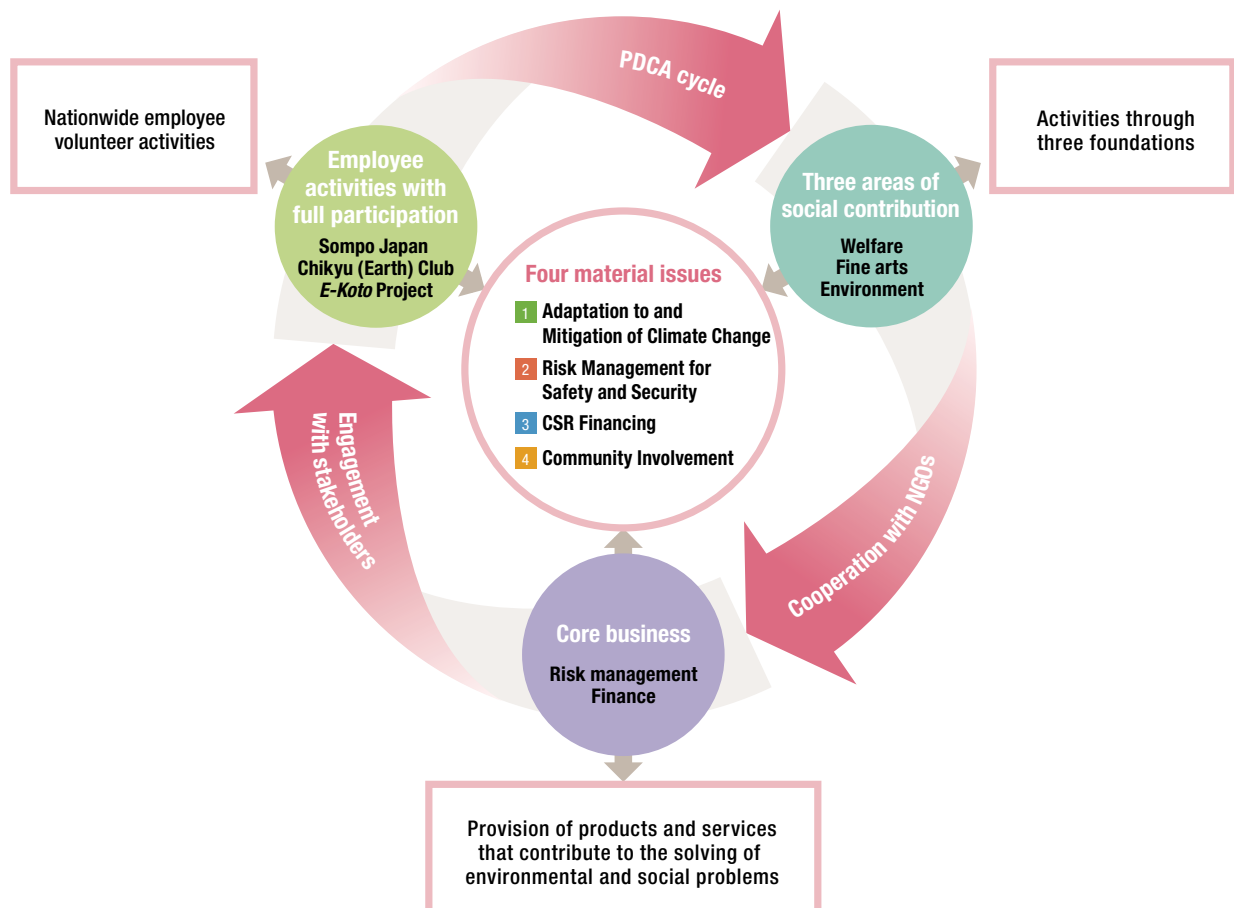 PDCA cycle
Nationwide employee
volunteer activities
Activities through
three foundations
Employee
activities with
full participation
Sompo Japan
Chikyu (Earth) Club
E-Koto Project
Three areas of
social contribution
Welfare
Fine arts
Environment
Four material issues
1 Adaptation to and
Mitigation of Climate Change
2 Risk Management for
Safety and Security
3 CSR Financing
4 Community Involvement
Engagement
with stakeholders
Cooperation with NGOs
Core business
Risk management
Finance
Provision of products and services
that contribute to the solving of
environmental and social problems